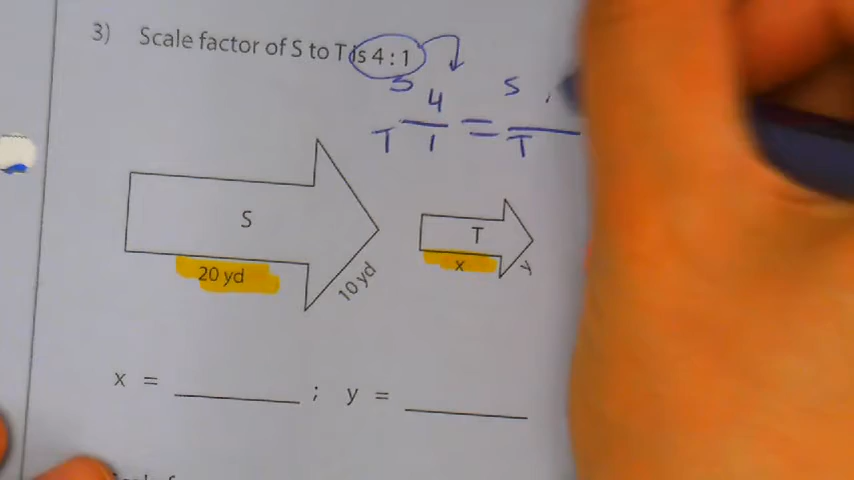 3) Scale factor of S to T is 4 : 1
S 4 S
T 1 = T
S
T
20 yd
10 yd
x
y
x = ; y =